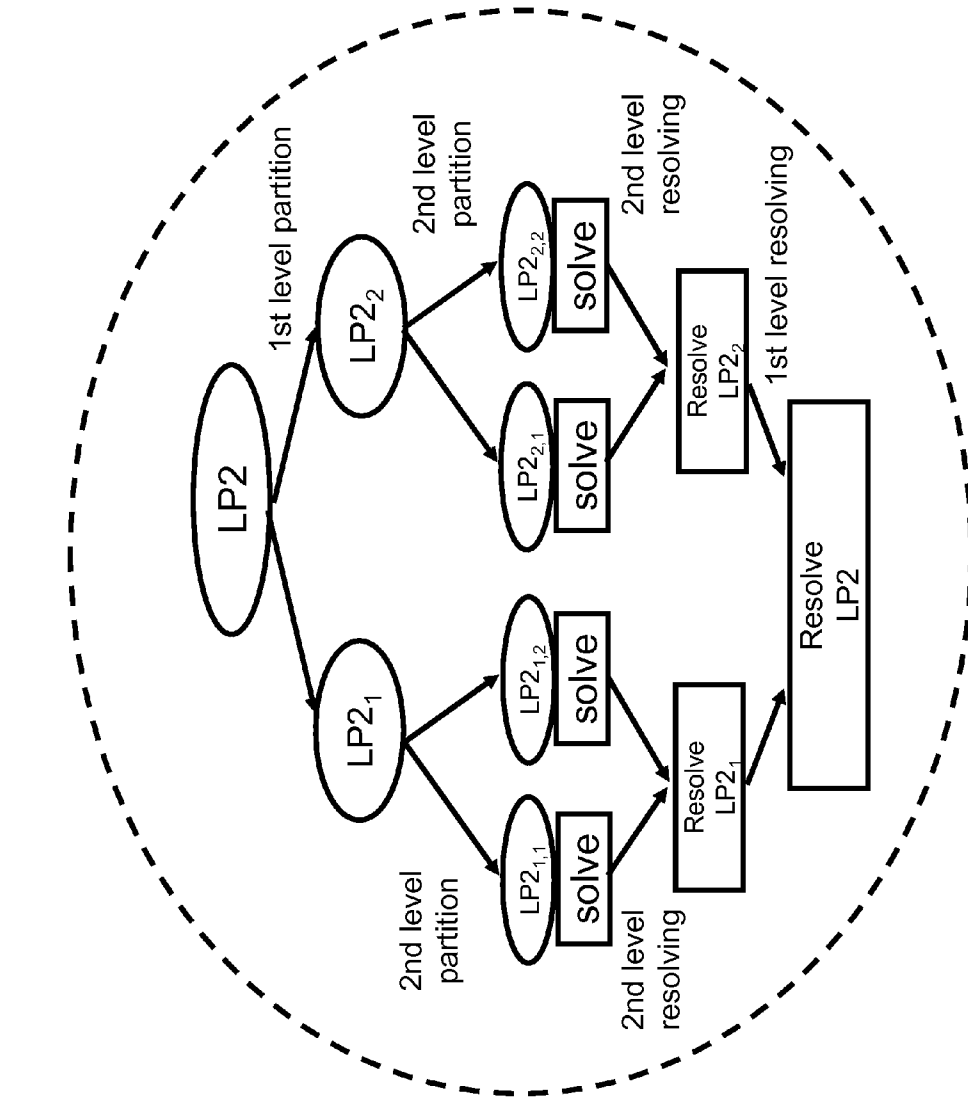 LP2
1st level partition
LP2₁
LP2₂
2nd level
partition
2nd level
partition
LP2₁,₁
LP2₁,₂
LP2₂,₁
LP2₂,₂
solve
solve
solve
solve
2nd level
resolving
2nd level
resolving
Resolve
LP2₁
Resolve
LP2₂
1st level resolving
Resolve
LP2